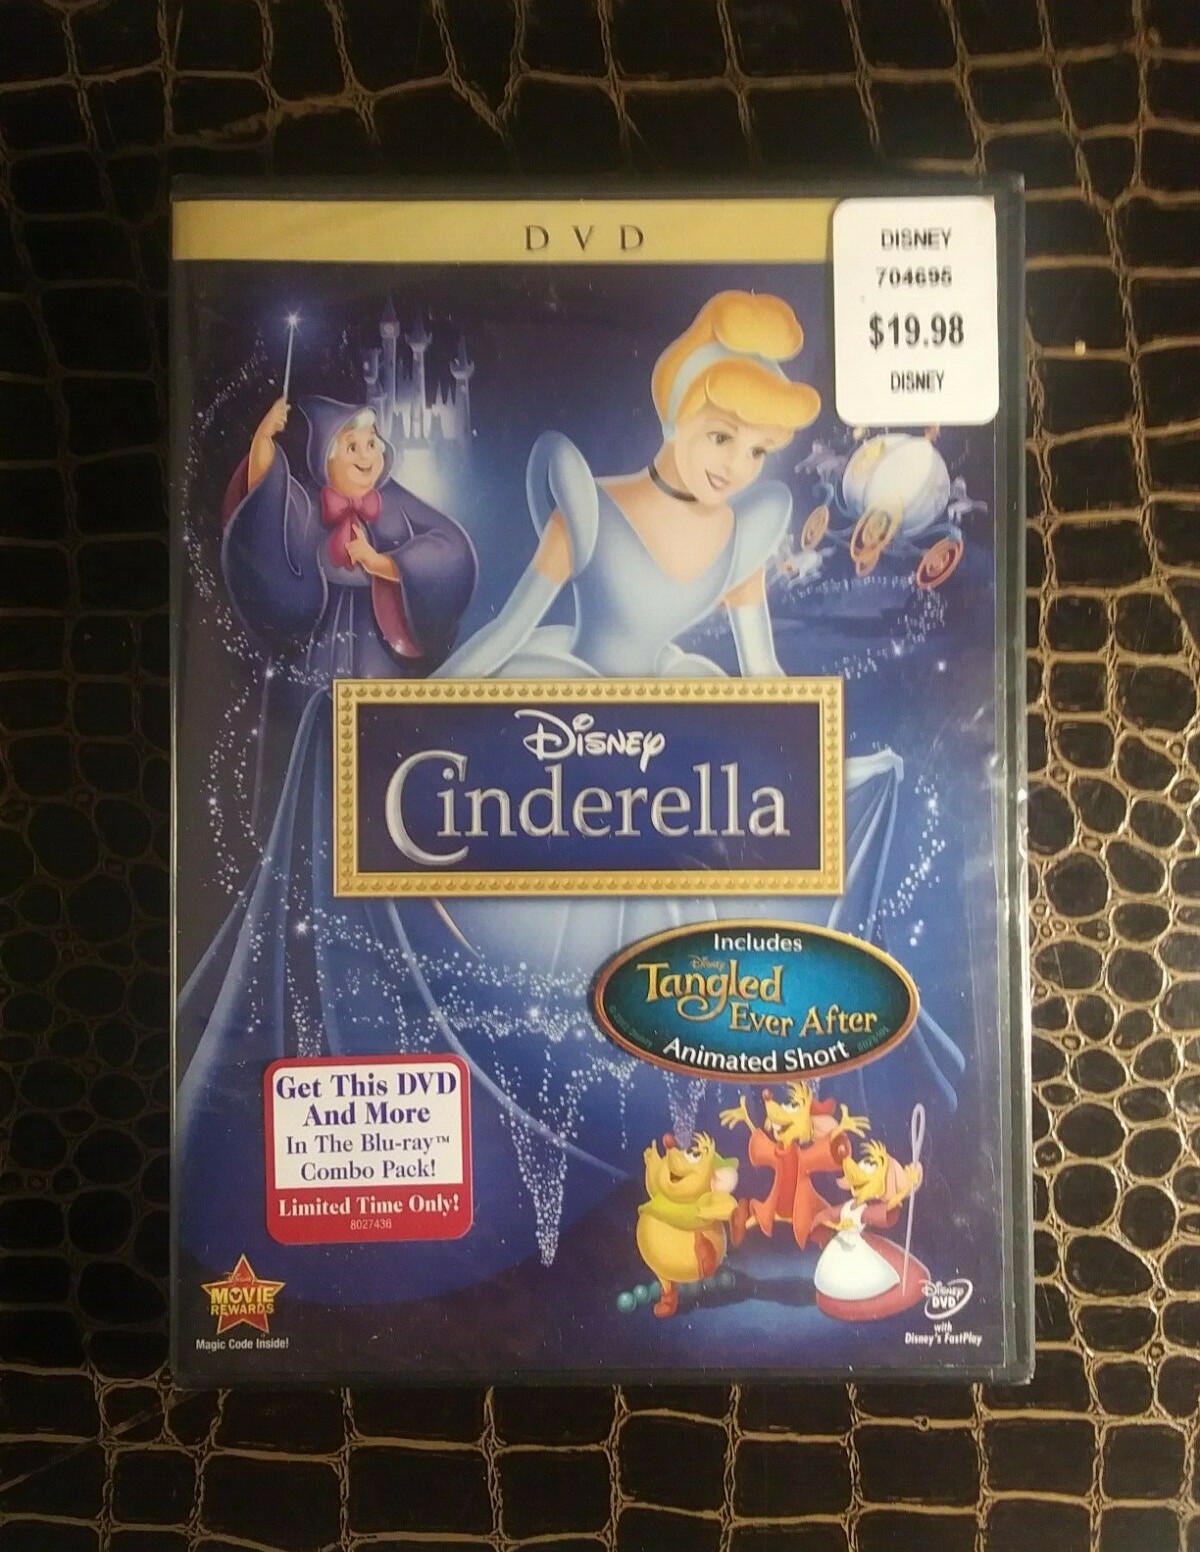 DVD
DISNEY
704695
$19.98
DISNEY
Disney
Cinderella
Includes
Disney
Tangled
Ever After
Animated Short
Get This DVD
And More
In The Blu-ray™
Combo Pack!
Limited Time Only!
8027436
Disney
MOVIE
REWARDS
Magic Code Inside!
Disney
DVD
with
Disney's FastPlay